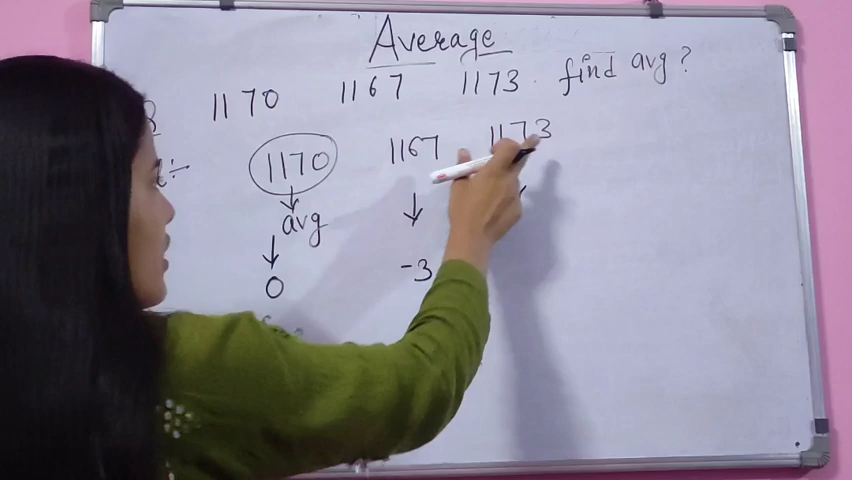 Average
1170 1167 1173 find avg?
1170 1167 1173
avg
0 -3